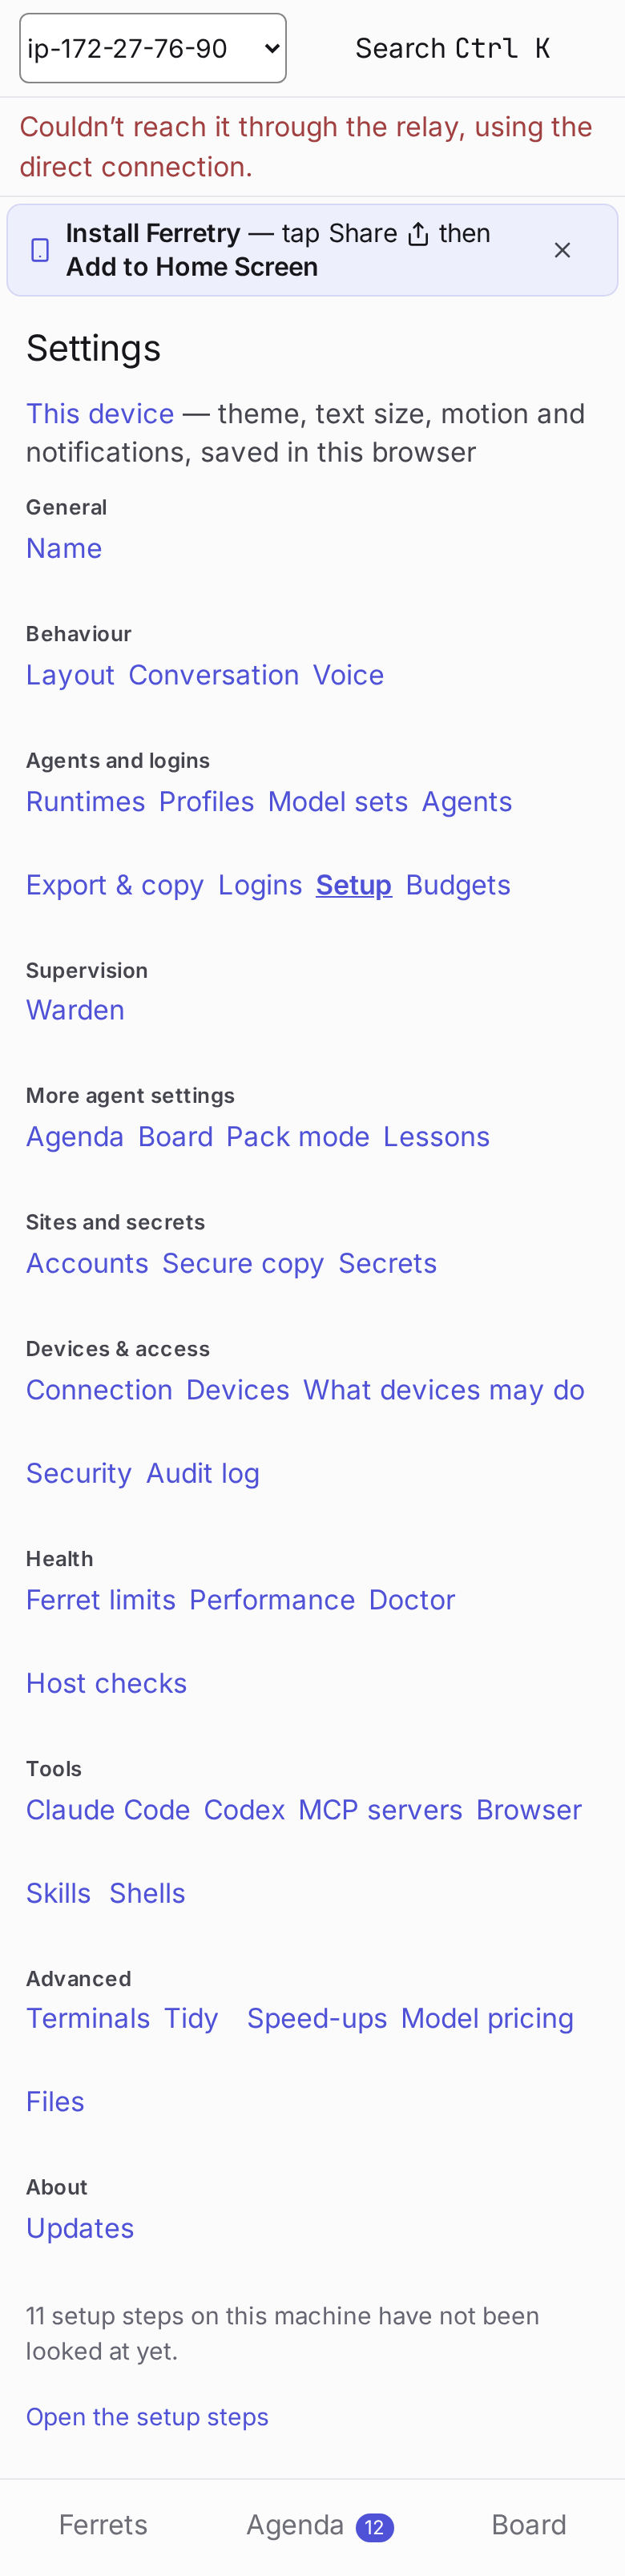 ip-172-27-76-90
Search Ctrl K
Couldn’t reach it through the relay, using the
direct connection.
Install Ferretry — tap Share then
Add to Home Screen
Settings
This device — theme, text size, motion and
notifications, saved in this browser
General
Name
Behaviour
Layout Conversation Voice
Agents and logins
Runtimes Profiles Model sets Agents
Export & copy Logins Setup Budgets
Supervision
Warden
More agent settings
Agenda Board Pack mode Lessons
Sites and secrets
Accounts Secure copy Secrets
Devices & access
Connection Devices What devices may do
Security Audit log
Health
Ferret limits Performance Doctor
Host checks
Tools
Claude Code Codex MCP servers Browser
Skills Shells
Advanced
Terminals Tidy Speed-ups Model pricing
Files
About
Updates
11 setup steps on this machine have not been
looked at yet.
Open the setup steps
Ferrets Agenda 12 Board